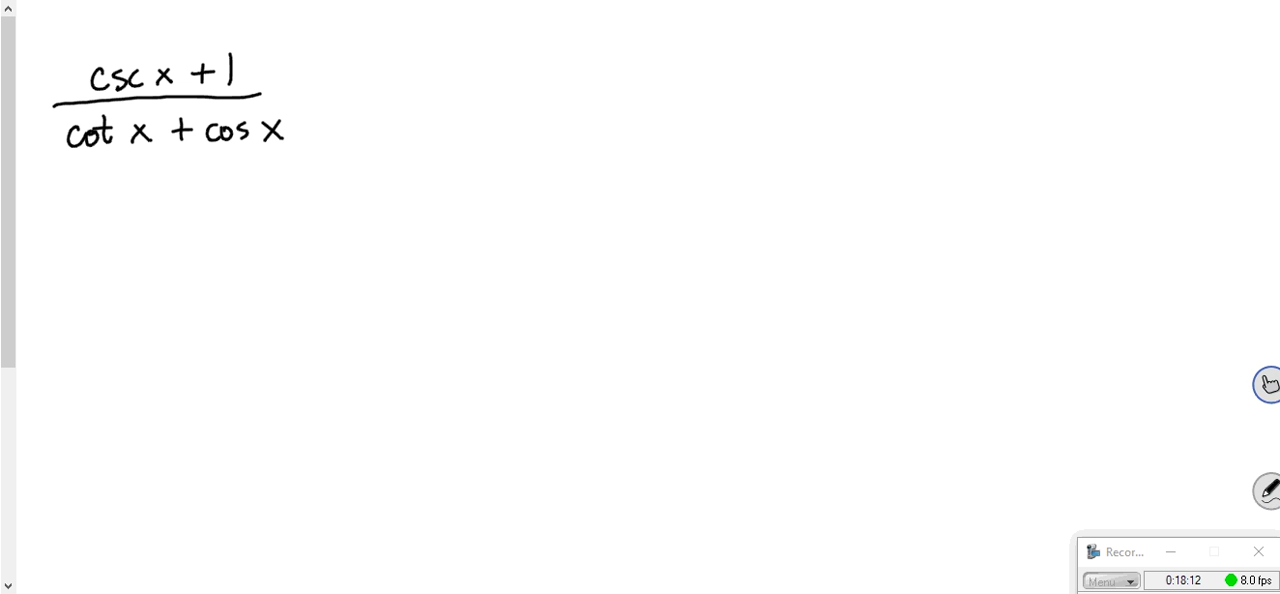 csc x + 1
cot x + cos x
Recor...
Menu
0:18:12
8.0 fps